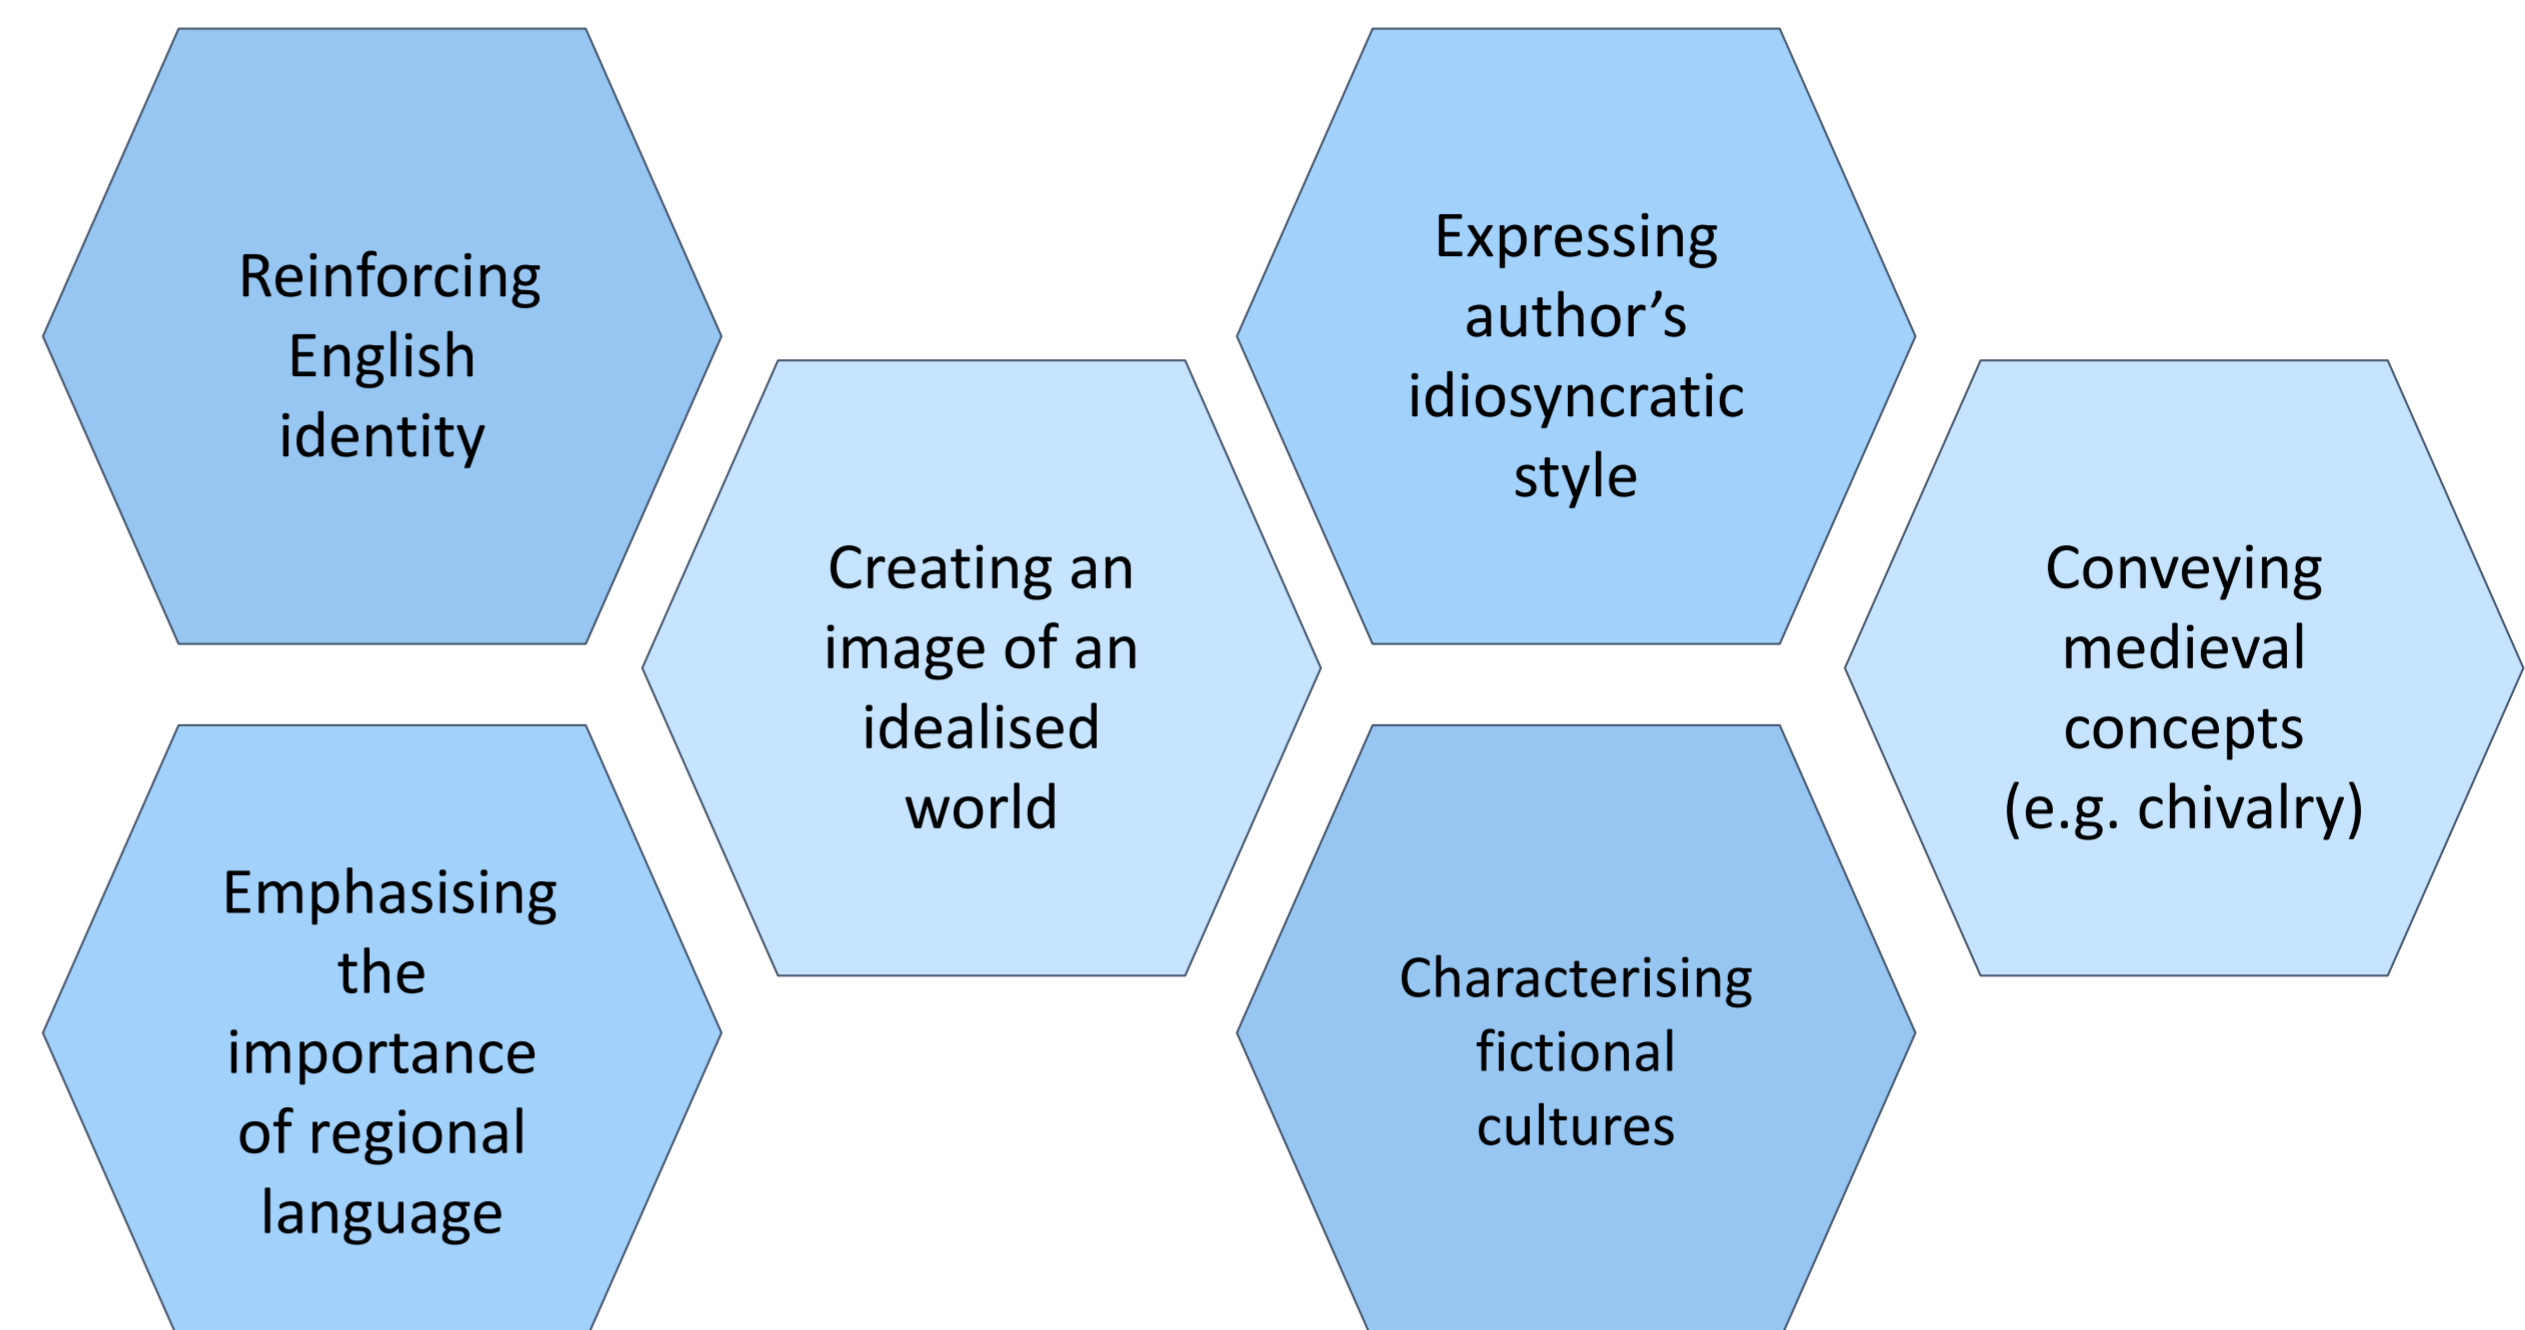 Reinforcing
English
identity
Emphasising
the
importance
of regional
language
Creating an
image of an
idealised
world
Expressing
author’s
idiosyncratic
style
Characterising
fictional
cultures
Conveying
medieval
concepts
(e.g. chivalry)